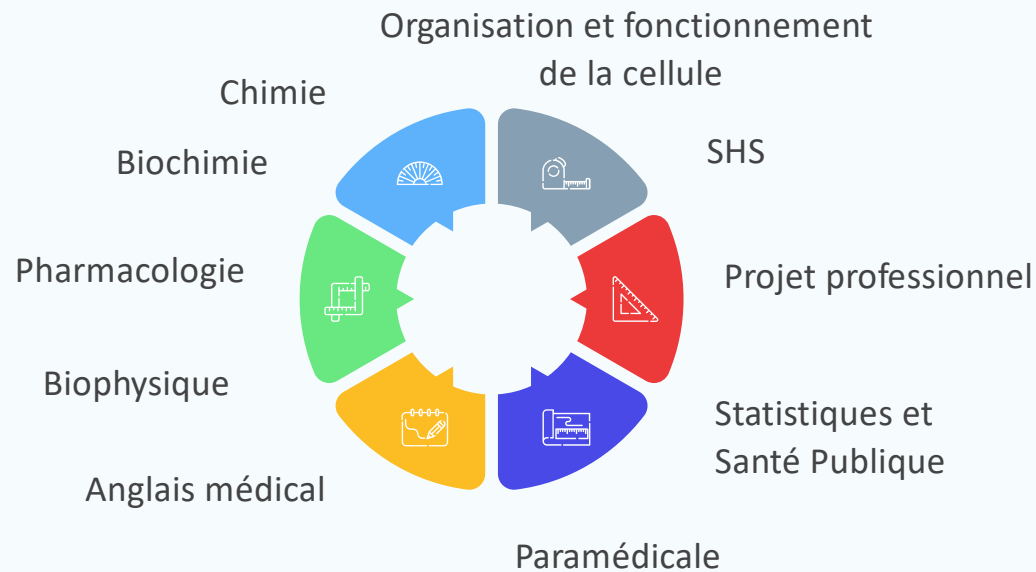 Organisation et fonctionnement
de la cellule
Chimie
SHS
Biochimie
Pharmacologie
Projet professionnel
Biophysique
Statistiques et
Santé Publique
Anglais médical
Paramédicale